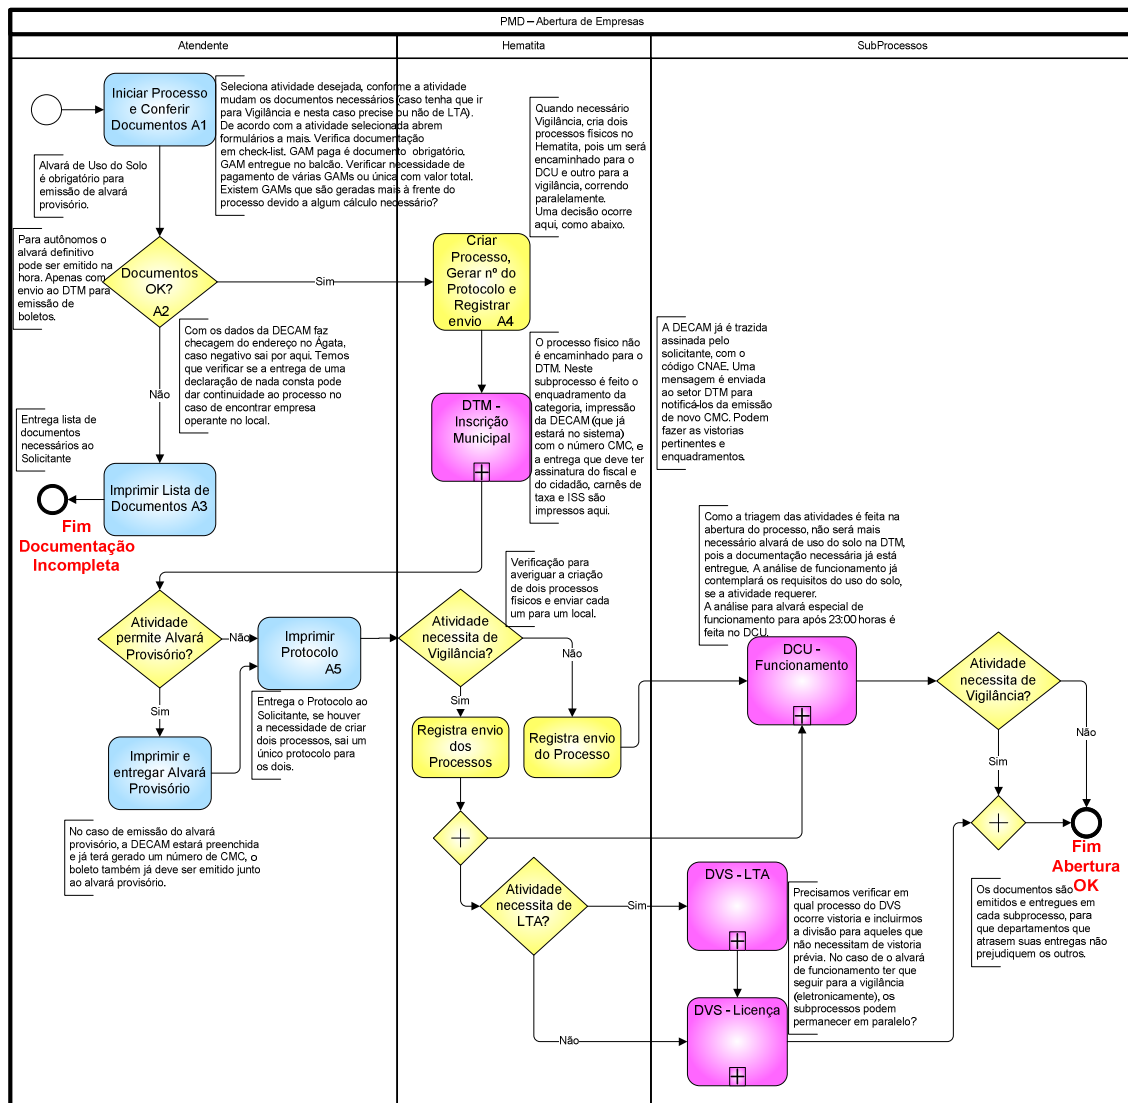 PMD – Abertura de Empresas
Atendente
Hematita
SubProcessos
Iniciar Processo
e Conferir
Documentos A1
Seleciona atividade desejada, conforme a atividade
mudam os documentos necessários (caso tenha que ir
para Vigilância e nesta caso precise ou não de LTA).
De acordo com a atividade selecionada abrem
formulários a mais. Verifica documentação
em check-list. GAM paga é documento obrigatório.
GAM entregue no balcão. Verificar necessidade de
pagamento de várias GAMs ou única com valor total.
Existem GAMs que são geradas mais à frente do
processo devido a algum cálculo necessário?
Quando necessário
Vigilância, cria dois
processos físicos no
Hematita, pois um será
encaminhado para o
DCU e outro para a
vigilância, correndo
paralelamente.
Uma decisão ocorre
aqui, como abaixo.
Alvará de Uso do Solo
é obrigatório para
emissão de alvará
provisório.
Para autônomos o
alvará definitivo
pode ser emitido na
hora. Apenas com
envio ao DTM para
emissão de
boletos.
Documentos
OK?
A2
Sim
Criar
Processo,
Gerar nº do
Protocolo e
Registrar
envio A4
Com os dados da DECAM faz
checagem do endereço no Ágata,
caso negativo sai por aqui. Temos
que verificar se a entrega de uma
declaração de nada consta pode
dar continuidade ao processo no
caso de encontrar empresa
operante no local.
Não
O processo físico não
é encaminhado para o
DTM. Neste
subprocesso é feito o
enquadramento da
categoria, impressão
da DECAM (que já
estará no sistema)
com o número CMC, e
a entrega que deve ter
assinatura do fiscal e
do cidadão, carnês de
taxa e ISS são
impressos aqui.
A DECAM já é trazida
assinada pelo
solicitante, com o
código CNAE. Uma
mensagem é enviada
ao setor DTM para
notificá-los da emissão
de novo CMC. Podem
fazer as vistorias
pertinentes e
enquadramentos.
DTM -
Inscrição
Municipal
Entrega lista de
documentos
necessários ao
Solicitante
Imprimir Lista de
Documentos A3
Fim
Documentação
Incompleta
Como a triagem das atividades é feita na
abertura do processo, não será mais
necessário alvará de uso do solo na DTM,
pois a documentação necessária já está
entregue. A análise de funcionamento já
contemplará os requisitos do uso do solo,
se a atividade requerer.
A análise para alvará especial de
funcionamento para após 23:00 horas é
feita no DCU.
Verificação para
averiguar a criação
de dois processos
físicos e enviar cada
um para um local.
Atividade
permite Alvará
Provisório?
Não
Imprimir
Protocolo
A5
Atividade
necessita de
Vigilância?
Não
DCU -
Funcionamento
Atividade
necessita de
Vigilância?
Sim
Entrega o Protocolo ao
Solicitante, se houver
a necessidade de criar
dois processos, sai um
único protocolo para
os dois.
Sim
Registra envio
dos
Processos
Registra envio
do Processo
Não
Sim
Imprimir e
entregar Alvará
Provisório
No caso de emissão do alvará
provisório, a DECAM estará preenchida
e já terá gerado um número de CMC, o
boleto também já deve ser emitido junto
ao alvará provisório.
Fim
Abertura
OK
Atividade
necessita de
LTA?
Sim
DVS - LTA
Precisamos verificar em
qual processo do DVS
ocorre vistoria e incluirmos
a divisão para aqueles que
não necessitam de vistoria
prévia. No caso de o alvará
de funcionamento ter que
seguir para a vigilância
(eletronicamente), os
subprocessos podem
permanecer em paralelo?
Os documentos são
emitidos e entregues em
cada subprocesso, para
que departamentos que
atrasem suas entregas não
prejudiquem os outros.
DVS - Licença
Não